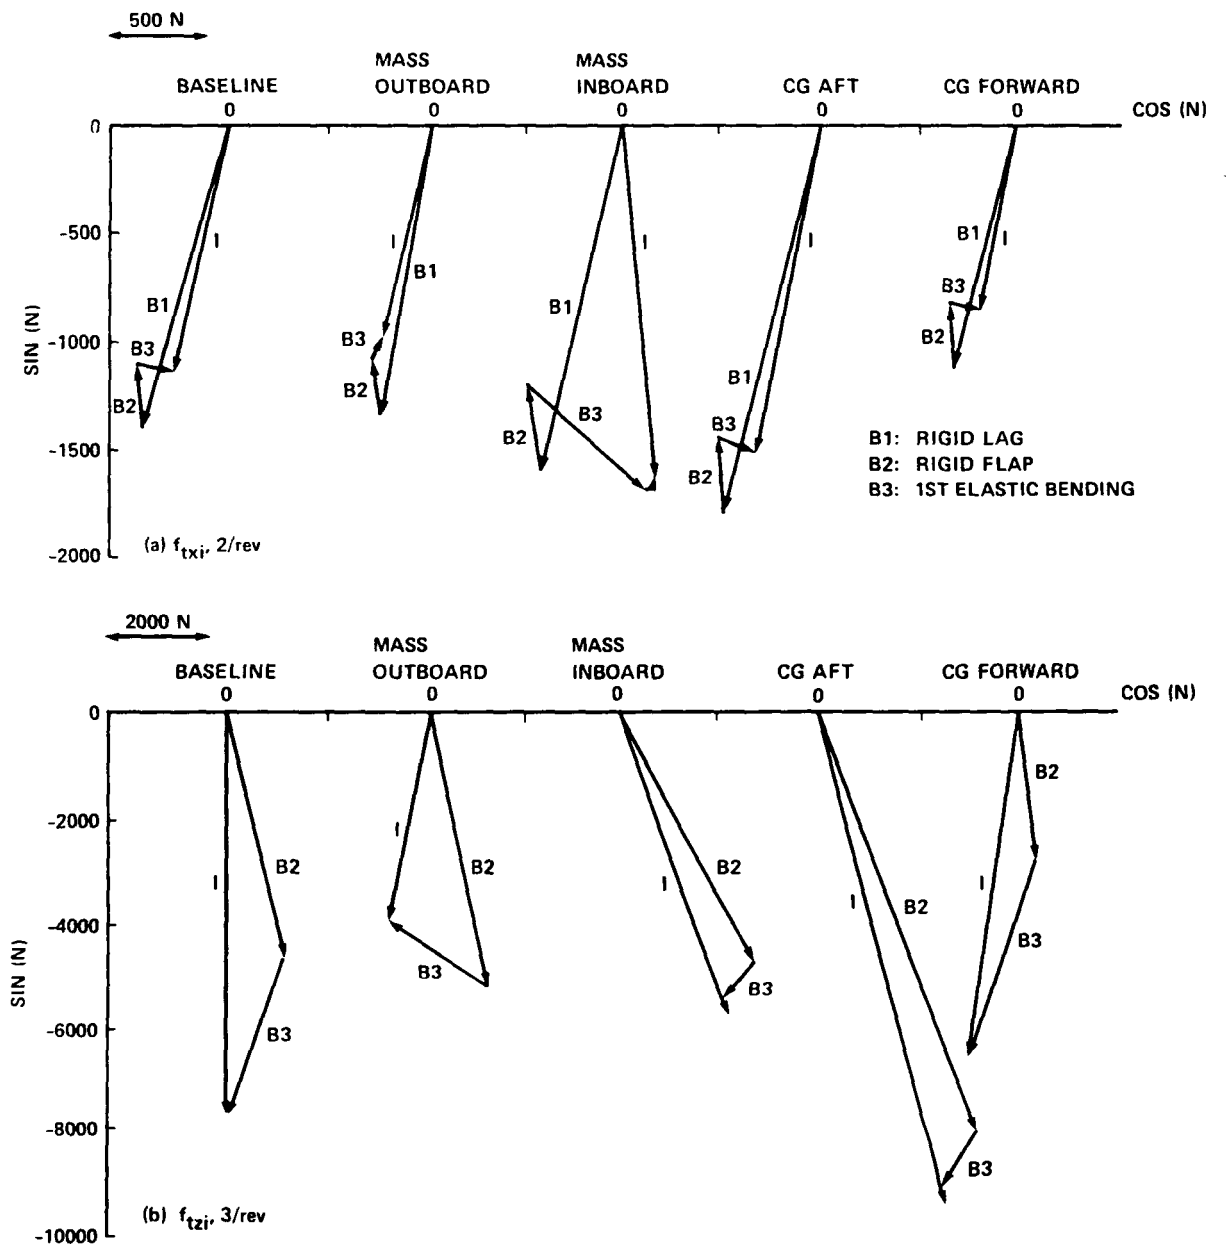 500 N
MASS MASS
BASELINE OUTBOARD INBOARD CG AFT CG FORWARD
0 0 0 0 0 COS (N)
0
-500
-1000
-1500
-2000
SIN (N)
I I I I I
B1 B1 B1 B1 B1
B3 B3 B3 B3 B3
B2 B2 B2 B2 B2
B1: RIGID LAG
B2: RIGID FLAP
B3: 1ST ELASTIC BENDING
(a) ftxi, 2/rev
2000 N
MASS MASS
BASELINE OUTBOARD INBOARD CG AFT CG FORWARD
0 0 0 0 0 COS (N)
0
-2000
-4000
-6000
-8000
-10000
SIN (N)
I I I I I
B2 B2 B2 B2 B2
B3 B3 B3 B3 B3
(b) ftzi, 3/rev